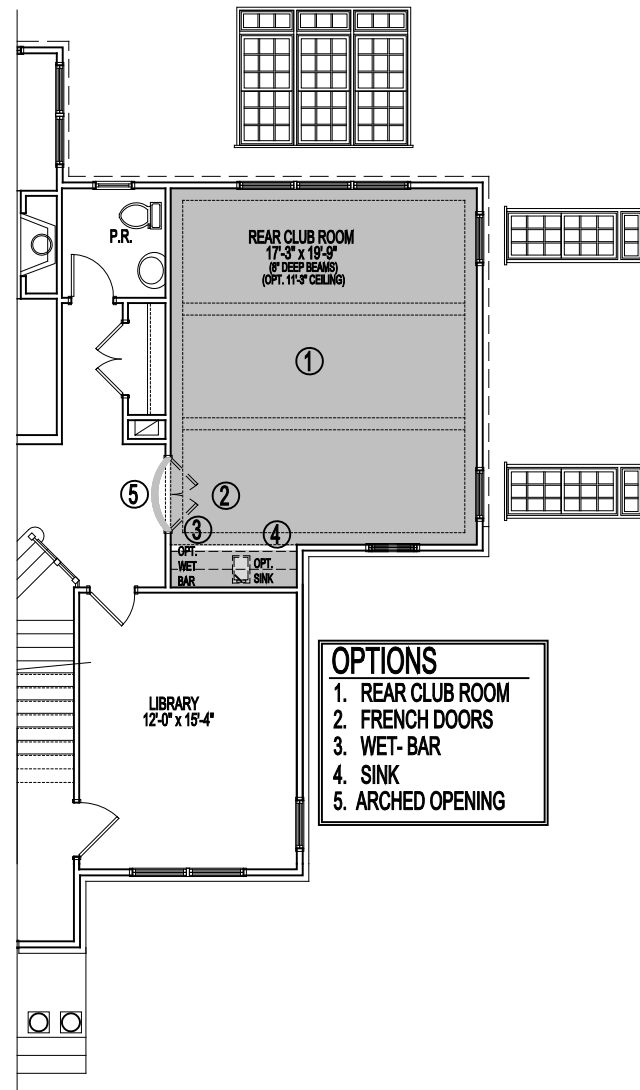 P.R.
REAR CLUB ROOM
17'-3" x 19'-9"
(6" DEEP BEAMS)
(OPT. 11'-3" CEILING)
1
5
2
3
4
OPT.
WET
BAR
OPT.
SINK
LIBRARY
12'-0" x 15'-4"
OPTIONS
1. REAR CLUB ROOM
2. FRENCH DOORS
3. WET- BAR
4. SINK
5. ARCHED OPENING